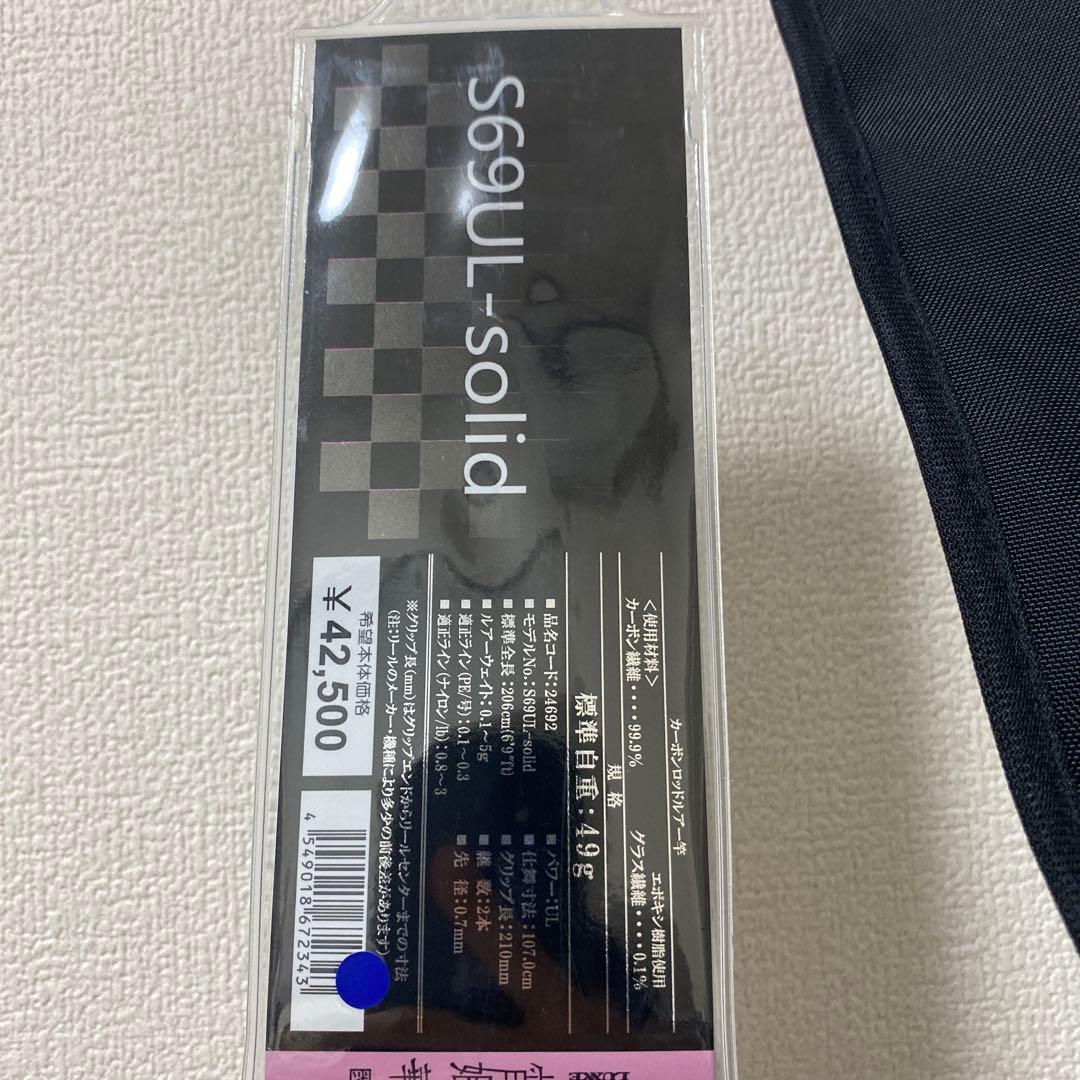 S69UL-solid
カーボンロッドルアー竿
<使用材料>
エポキシ樹脂使用
カーボン繊維・・・・99.9%
グラス繊維・・・・0.1%
規格
標準自重:49g
■品名コード:24692
■パワー:UL
■モデルNo.:S69UL-solid
■仕舞寸法:107.0cm
■標準全長:206cm(6'9"ft)
■グリップ長:210mm
■ルアーウェイト:0.1〜5g
■継数:2本
■適正ライン(PE/号):0.1〜0.3
■先径:0.7mm
■適正ライン(ナイロン/lb):0.8〜3
※グリップ長(mm)はグリップエンドからリールセンターまでの寸法
(注:リールのメーカー・機種により多少の前後差があります)
希望本体価格
¥42,500
4 549018 672343